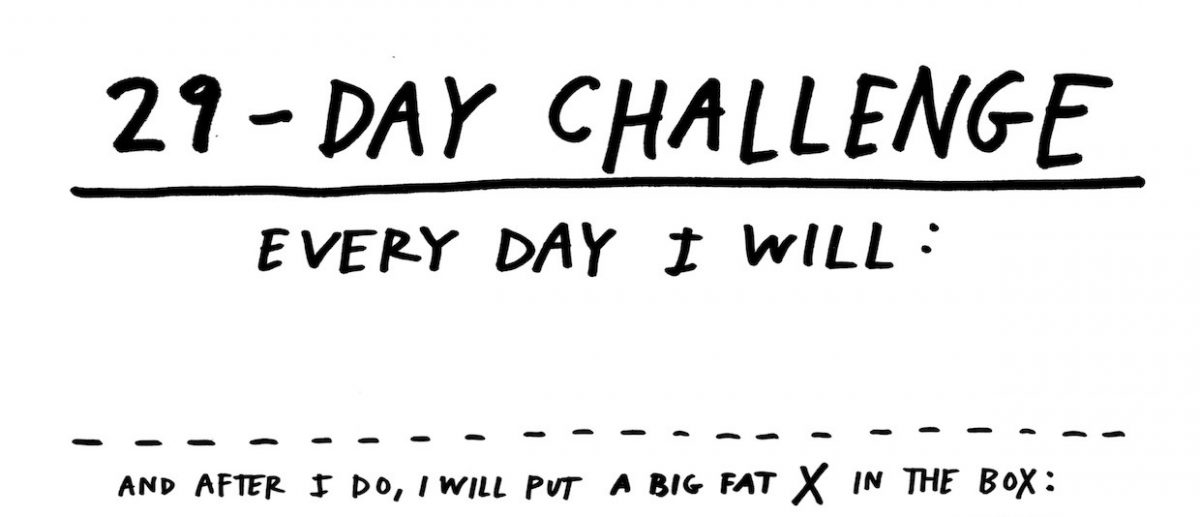 29-DAY CHALLENGE
EVERY DAY I WILL:
AND AFTER I DO, I WILL PUT A BIG FAT X IN THE BOX: